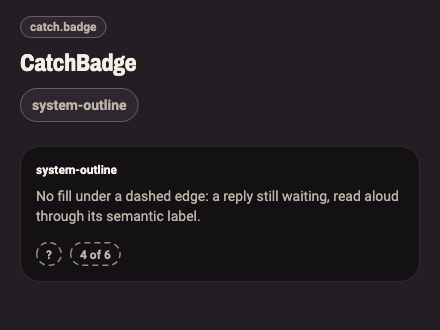 catch.badge
CatchBadge
system-outline
system-outline
No fill under a dashed edge: a reply still waiting, read aloud
through its semantic label.
? 4 of 6